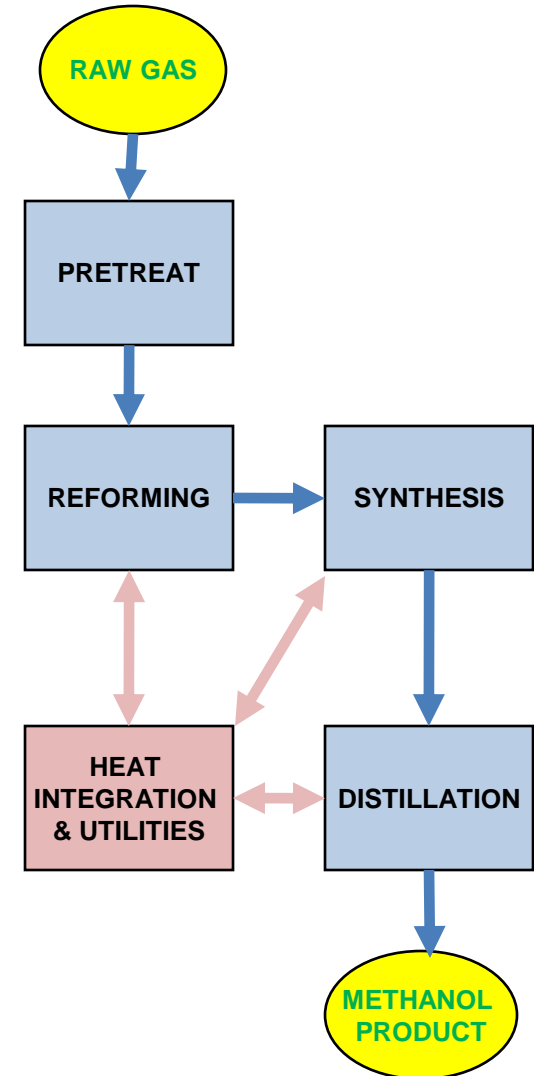 RAW GAS
PRETREAT
REFORMING
SYNTHESIS
HEAT
INTEGRATION
& UTILITIES
DISTILLATION
METHANOL
PRODUCT